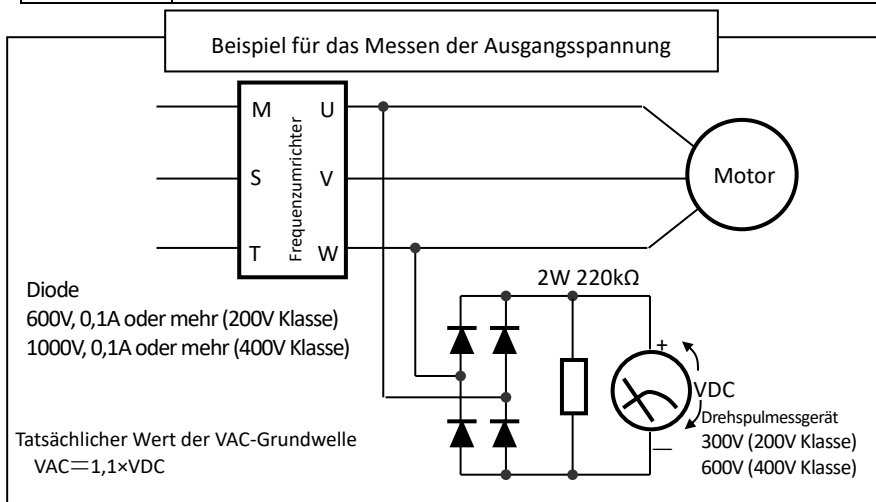 Beispiel für das Messen der Ausgangsspannung
M U
Frequenzumrichter
S V
T W
Motor
Diode
600V, 0,1A oder mehr (200V Klasse)
1000V, 0,1A oder mehr (400V Klasse)
2W 220kΩ
+
VDC
Drehspulmessgerät
300V (200V Klasse)
600V (400V Klasse)
—
Tatsächlicher Wert der VAC-Grundwelle
VAC＝1,1×VDC